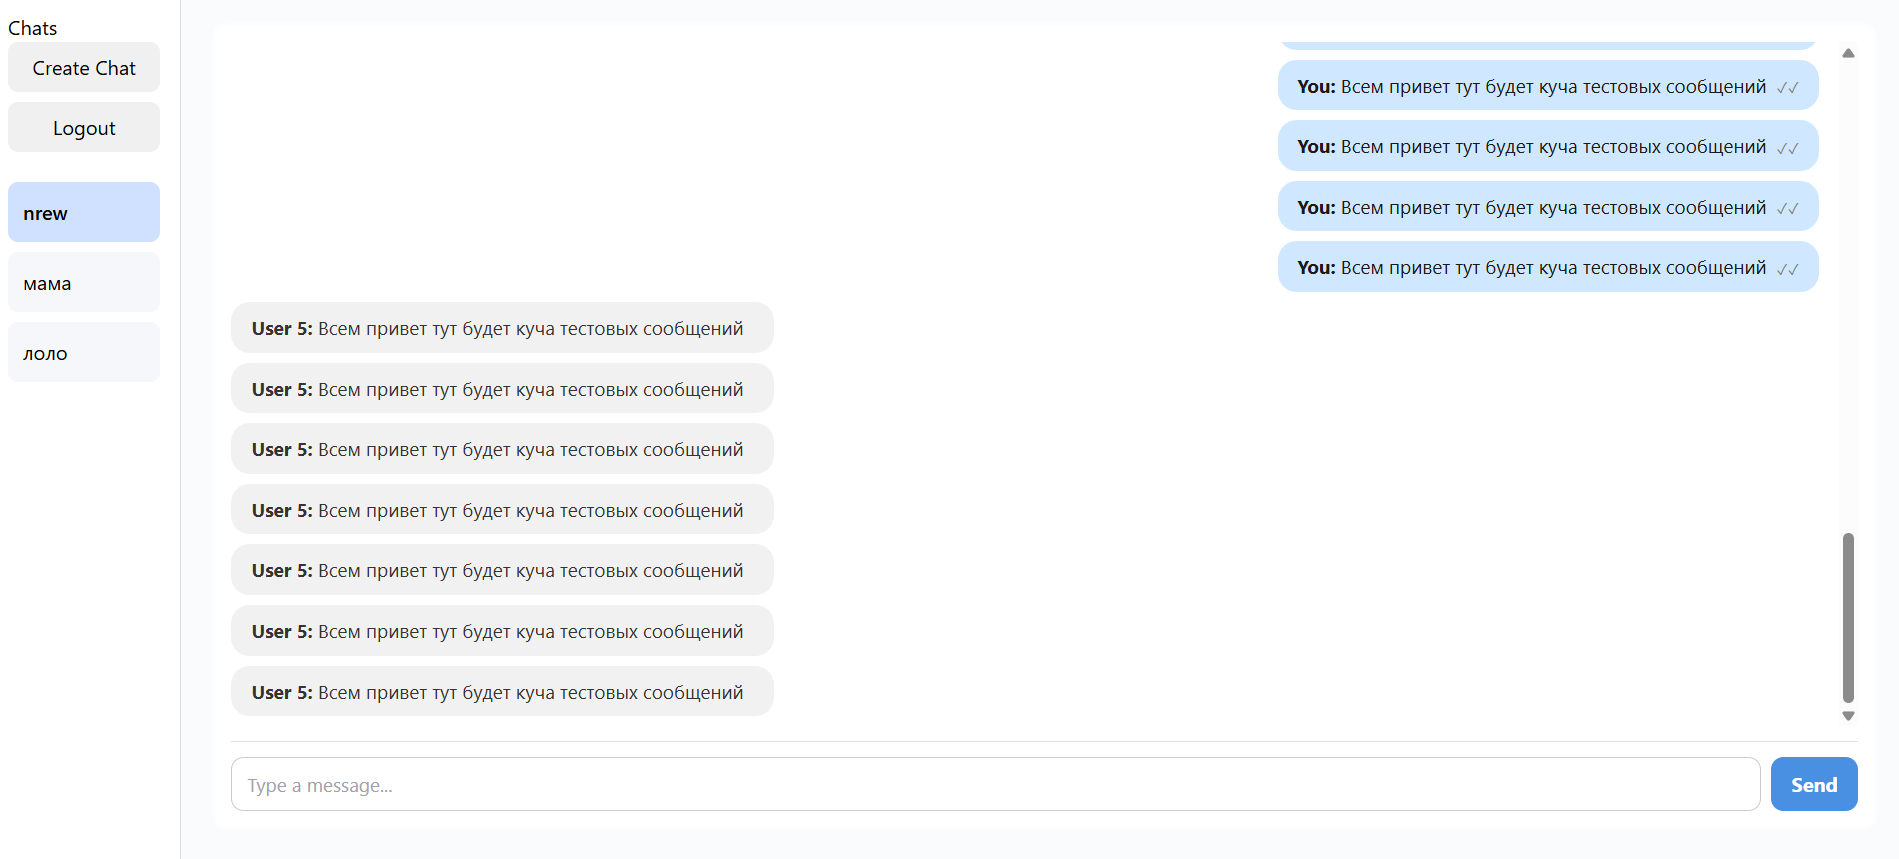 Chats
Create Chat
Logout
nrew
мама
лоло
You: Всем привет тут будет куча тестовых сообщений ✓✓
You: Всем привет тут будет куча тестовых сообщений ✓✓
You: Всем привет тут будет куча тестовых сообщений ✓✓
You: Всем привет тут будет куча тестовых сообщений ✓✓
User 5: Всем привет тут будет куча тестовых сообщений
User 5: Всем привет тут будет куча тестовых сообщений
User 5: Всем привет тут будет куча тестовых сообщений
User 5: Всем привет тут будет куча тестовых сообщений
User 5: Всем привет тут будет куча тестовых сообщений
User 5: Всем привет тут будет куча тестовых сообщений
User 5: Всем привет тут будет куча тестовых сообщений
Type a message...
Send